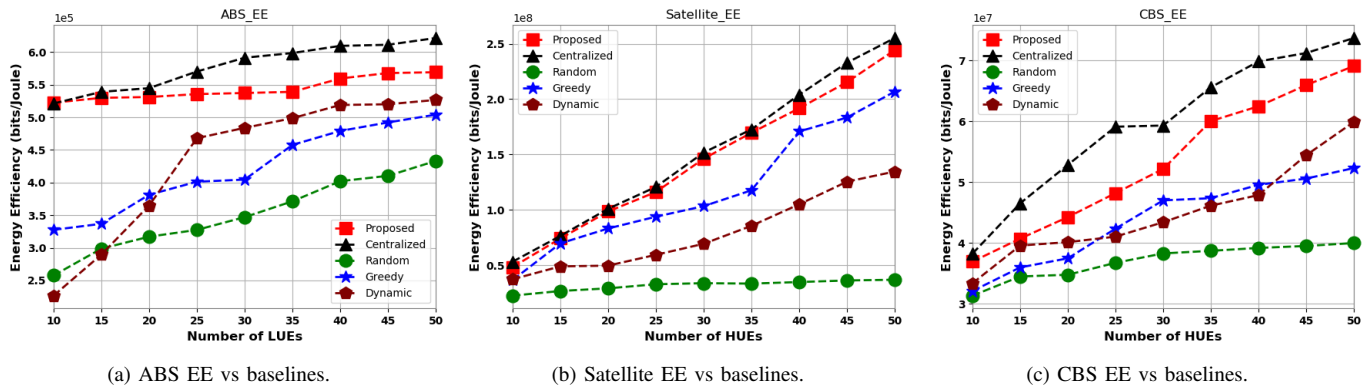 ABS_EE
1e5
Energy Efficiency (bits/Joule)
6.0
5.5
5.0
4.5
4.0
3.5
3.0
2.5
10 15 20 25 30 35 40 45 50
Number of LUEs
Proposed
Centralized
Random
Greedy
Dynamic
(a) ABS EE vs baselines.
Satellite_EE
1e8
Energy Efficiency (bits/Joule)
2.5
2.0
1.5
1.0
0.5
10 15 20 25 30 35 40 45 50
Number of HUEs
Proposed
Centralized
Random
Greedy
Dynamic
(b) Satellite EE vs baselines.
CBS_EE
1e7
Energy Efficiency (bits/Joule)
7
6
5
4
3
10 15 20 25 30 35 40 45 50
Number of HUEs
Proposed
Centralized
Random
Greedy
Dynamic
(c) CBS EE vs baselines.